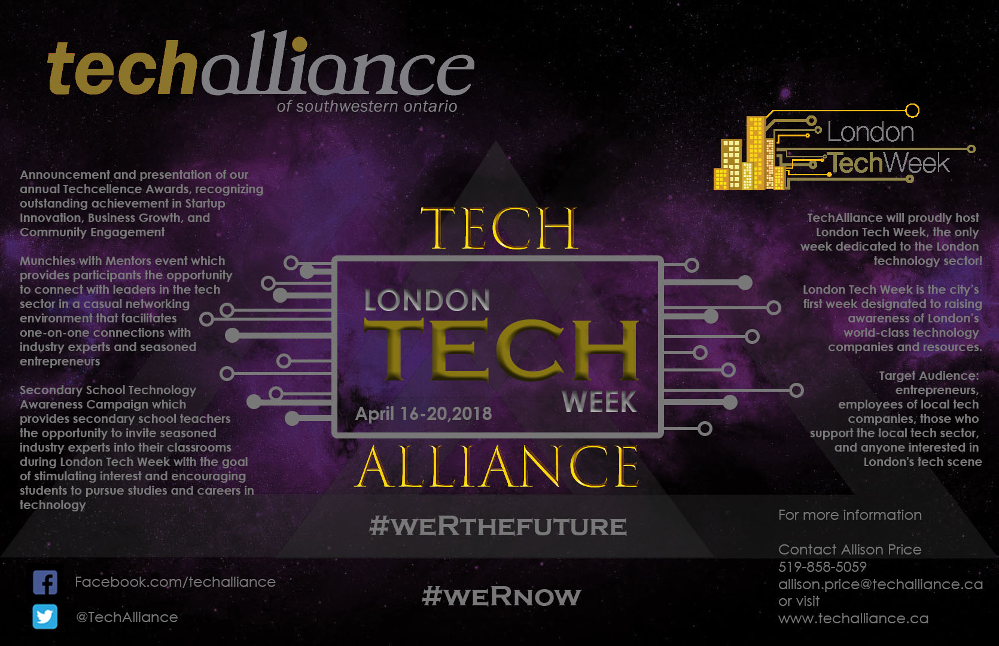 techalliance
of southwestern ontario
London
TechWeek
Announcement and presentation of our
annual Techcellence Awards, recognizing
outstanding achievement in Startup
Innovation, Business Growth, and
Community Engagement
Munchies with Mentors event which
provides participants the opportunity
to connect with leaders in the tech
sector in a casual networking
environment that facilitates
one-on-one connections with
industry experts and seasoned
entrepreneurs
Secondary School Technology
Awareness Campaign which
provides secondary school teachers
the opportunity to invite seasoned
industry experts into their classrooms
during London Tech Week with the goal
of stimulating interest and encouraging
students to pursue studies and careers in
technology
TECH
LONDON
TECH
WEEK
April 16-20,2018
ALLIANCE
#weRthefuture
#weRnow
TechAlliance will proudly host
London Tech Week, the only
week dedicated to the London
technology sector!
London Tech Week is the city’s
first week designated to raising
awareness of London’s
world-class technology
companies and resources.
Target Audience:
entrepreneurs,
employees of local tech
companies, those who
support the local tech sector,
and anyone interested in
London's tech scene
Facebook.com/techalliance
@TechAlliance
For more information
Contact Allison Price
519-858-5059
allison.price@techalliance.ca
or visit
www.techalliance.ca